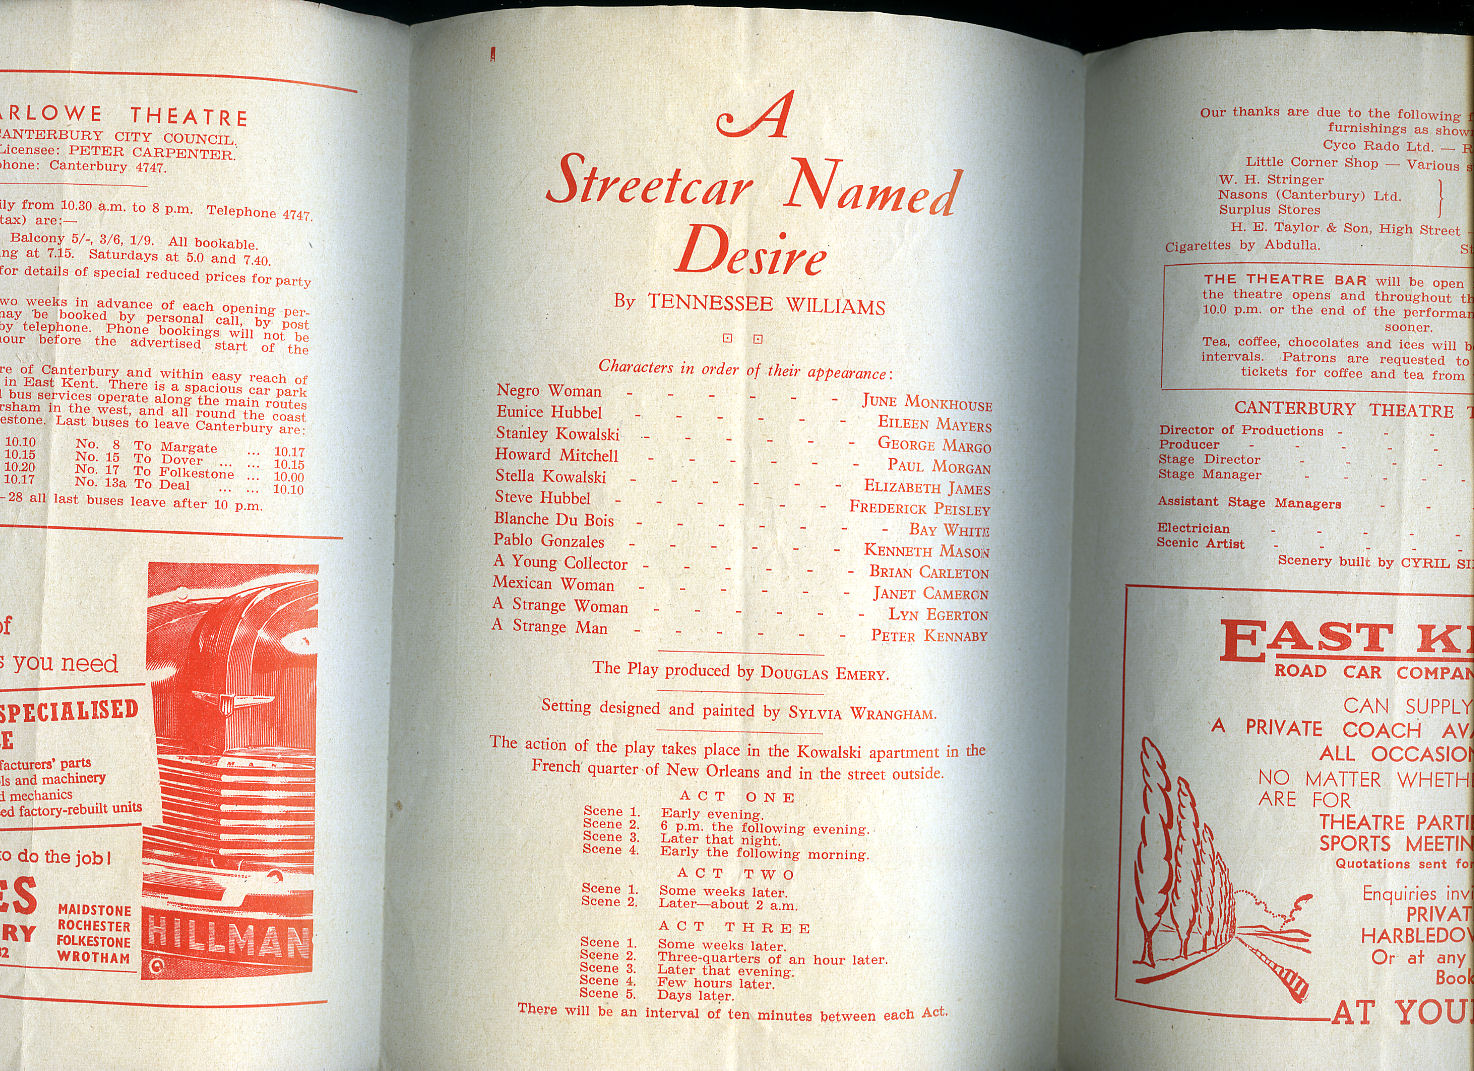 ARLOWE THEATRE
CANTERBURY CITY COUNCIL.
Licensee: PETER CARPENTER.
phone: Canterbury 4747.
ily from 10.30 a.m. to 8 p.m. Telephone 4747.
tax) are:—
Balcony 5/-, 3/6, 1/9. All bookable.
ng at 7.15. Saturdays at 5.0 and 7.40.
for details of special reduced prices for party
wo weeks in advance of each opening per-
may be booked by personal call, by post
by telephone. Phone bookings will not be
hour before the advertised start of the
re of Canterbury and within easy reach of
in East Kent. There is a spacious car park
l bus services operate along the main routes
rsham in the west, and all round the coast
estone. Last buses to leave Canterbury are:
10.10 No. 8 To Margate ... 10.17
10.15 No. 15 To Dover ... ... 10.15
10.20 No. 17 To Folkestone ... 10.00
10.17 No. 13a To Deal ... ... 10.10
—28 all last buses leave after 10 p.m.
of
s you need
SPECIALISED
E
facturers' parts
ls and machinery
d mechanics
ed factory-rebuilt units
to do the job!
ES
RY
MAIDSTONE
ROCHESTER
FOLKESTONE
WROTHAM
HILLMAN
A
Streetcar Named
Desire
By TENNESSEE WILLIAMS
Characters in order of their appearance:
Negro Woman - - - - - - JUNE MONKHOUSE
Eunice Hubbel - - - - - - EILEEN MAYERS
Stanley Kowalski - - - - - - GEORGE MARGO
Howard Mitchell - - - - - - PAUL MORGAN
Stella Kowalski - - - - - - ELIZABETH JAMES
Steve Hubbel - - - - - - FREDERICK PEISLEY
Blanche Du Bois - - - - - - - BAY WHITE
Pablo Gonzales - - - - - - KENNETH MASON
A Young Collector - - - - - - BRIAN CARLETON
Mexican Woman - - - - - - JANET CAMERON
A Strange Woman - - - - - - LYN EGERTON
A Strange Man - - - - - - PETER KENNABY
The Play produced by DOUGLAS EMERY.
Setting designed and painted by SYLVIA WRANGHAM.
The action of the play takes place in the Kowalski apartment in the
French quarter of New Orleans and in the street outside.
ACT ONE
Scene 1. Early evening.
Scene 2. 6 p.m. the following evening.
Scene 3. Later that night.
Scene 4. Early the following morning.
ACT TWO
Scene 1. Some weeks later.
Scene 2. Later—about 2 a.m.
ACT THREE
Scene 1. Some weeks later.
Scene 2. Three-quarters of an hour later.
Scene 3. Later that evening.
Scene 4. Few hours later.
Scene 5. Days later.
There will be an interval of ten minutes between each Act.
Our thanks are due to the following f
furnishings as show
Cyco Rado Ltd. — R
Little Corner Shop — Various s
W. H. Stringer
Nasons (Canterbury) Ltd.
Surplus Stores
H. E. Taylor & Son, High Street —
Cigarettes by Abdulla.
THE THEATRE BAR will be open
the theatre opens and throughout th
10.0 p.m. or the end of the performan
sooner.
Tea, coffee, chocolates and ices will b
intervals. Patrons are requested to
tickets for coffee and tea from
CANTERBURY THEATRE T
Director of Productions - - -
Producer - - - - -
Stage Director - - - -
Stage Manager - - - -
Assistant Stage Managers - -
Electrician - - - - -
Scenic Artist - - - - -
Scenery built by CYRIL SI
EAST K
ROAD CAR COMPAN
CAN SUPPLY
A PRIVATE COACH AV
ALL OCCASION
NO MATTER WHETH
ARE FOR
THEATRE PARTI
SPORTS MEETIN
Quotations sent for
Enquiries inv
PRIVAT
HARBLEDOW
Or at any
Book
AT YOU